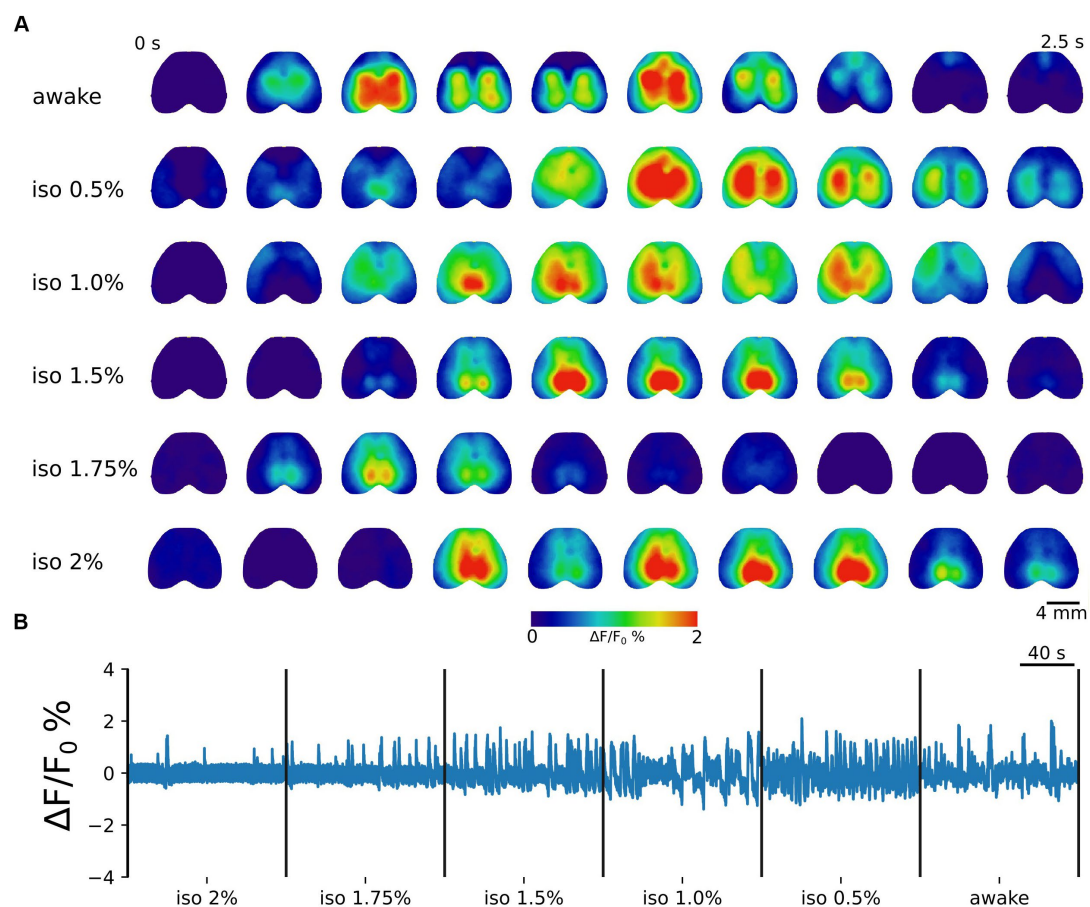 A
0 s
2.5 s
awake
iso 0.5%
iso 1.0%
iso 1.5%
iso 1.75%
iso 2%
4 mm
0
ΔF/F₀ %
2
B
40 s
ΔF/F₀ %
4
2
0
−2
−4
iso 2%
iso 1.75%
iso 1.5%
iso 1.0%
iso 0.5%
awake